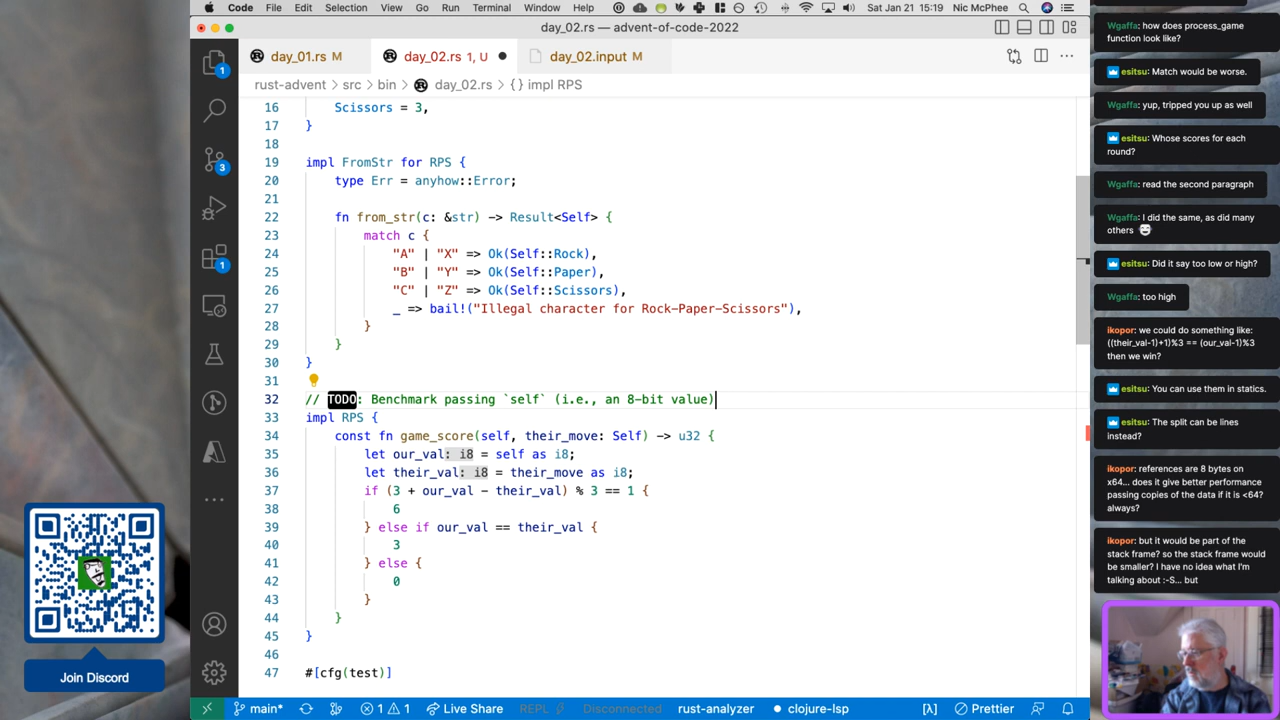 Code File Edit Selection View Go Run Terminal Window Help Sat Jan 21 15:19 Nic McPhee
day_02.rs — advent-of-code-2022
day_01.rs M
day_02.rs 1, U
day_02.input M
rust-advent › src › bin › day_02.rs › {} impl RPS
16 Scissors = 3,
17 }
18
19 impl FromStr for RPS {
20 type Err = anyhow::Error;
21
22 fn from_str(c: &str) -> Result<Self> {
23 match c {
24 "A" | "X" => Ok(Self::Rock),
25 "B" | "Y" => Ok(Self::Paper),
26 "C" | "Z" => Ok(Self::Scissors),
27 _ => bail!("Illegal character for Rock-Paper-Scissors"),
28 }
29 }
30 }
31
32 // TODO: Benchmark passing `self` (i.e., an 8-bit value)
33 impl RPS {
34 const fn game_score(self, their_move: Self) -> u32 {
35 let our_val: i8 = self as i8;
36 let their_val: i8 = their_move as i8;
37 if (3 + our_val - their_val) % 3 == 1 {
38 6
39 } else if our_val == their_val {
40 3
41 } else {
42 0
43 }
44 }
45 }
46
47 #[cfg(test)]
1
3
1
Join Discord
main* 1 1 Live Share REPL Disconnected rust-analyzer clojure-lsp [λ] Prettier
Wgaffa: how does process_game
function look like?
esitsu: Match would be worse.
Wgaffa: yup, tripped you up as well
esitsu: Whose scores for each
round?
Wgaffa: read the second paragraph
Wgaffa: I did the same, as did many
others
esitsu: Did it say too low or high?
Wgaffa: too high
ikopor: we could do something like:
((their_val-1)+1)%3 == (our_val-1)%3
then we win?
esitsu: You can use them in statics.
esitsu: The split can be lines
instead?
ikopor: references are 8 bytes on
x64... does it give better performance
passing copies of the data if it is <64?
always?
ikopor: but it would be part of the
stack frame? so the stack frame would
be smaller? I have no idea what I'm
talking about :-S... but